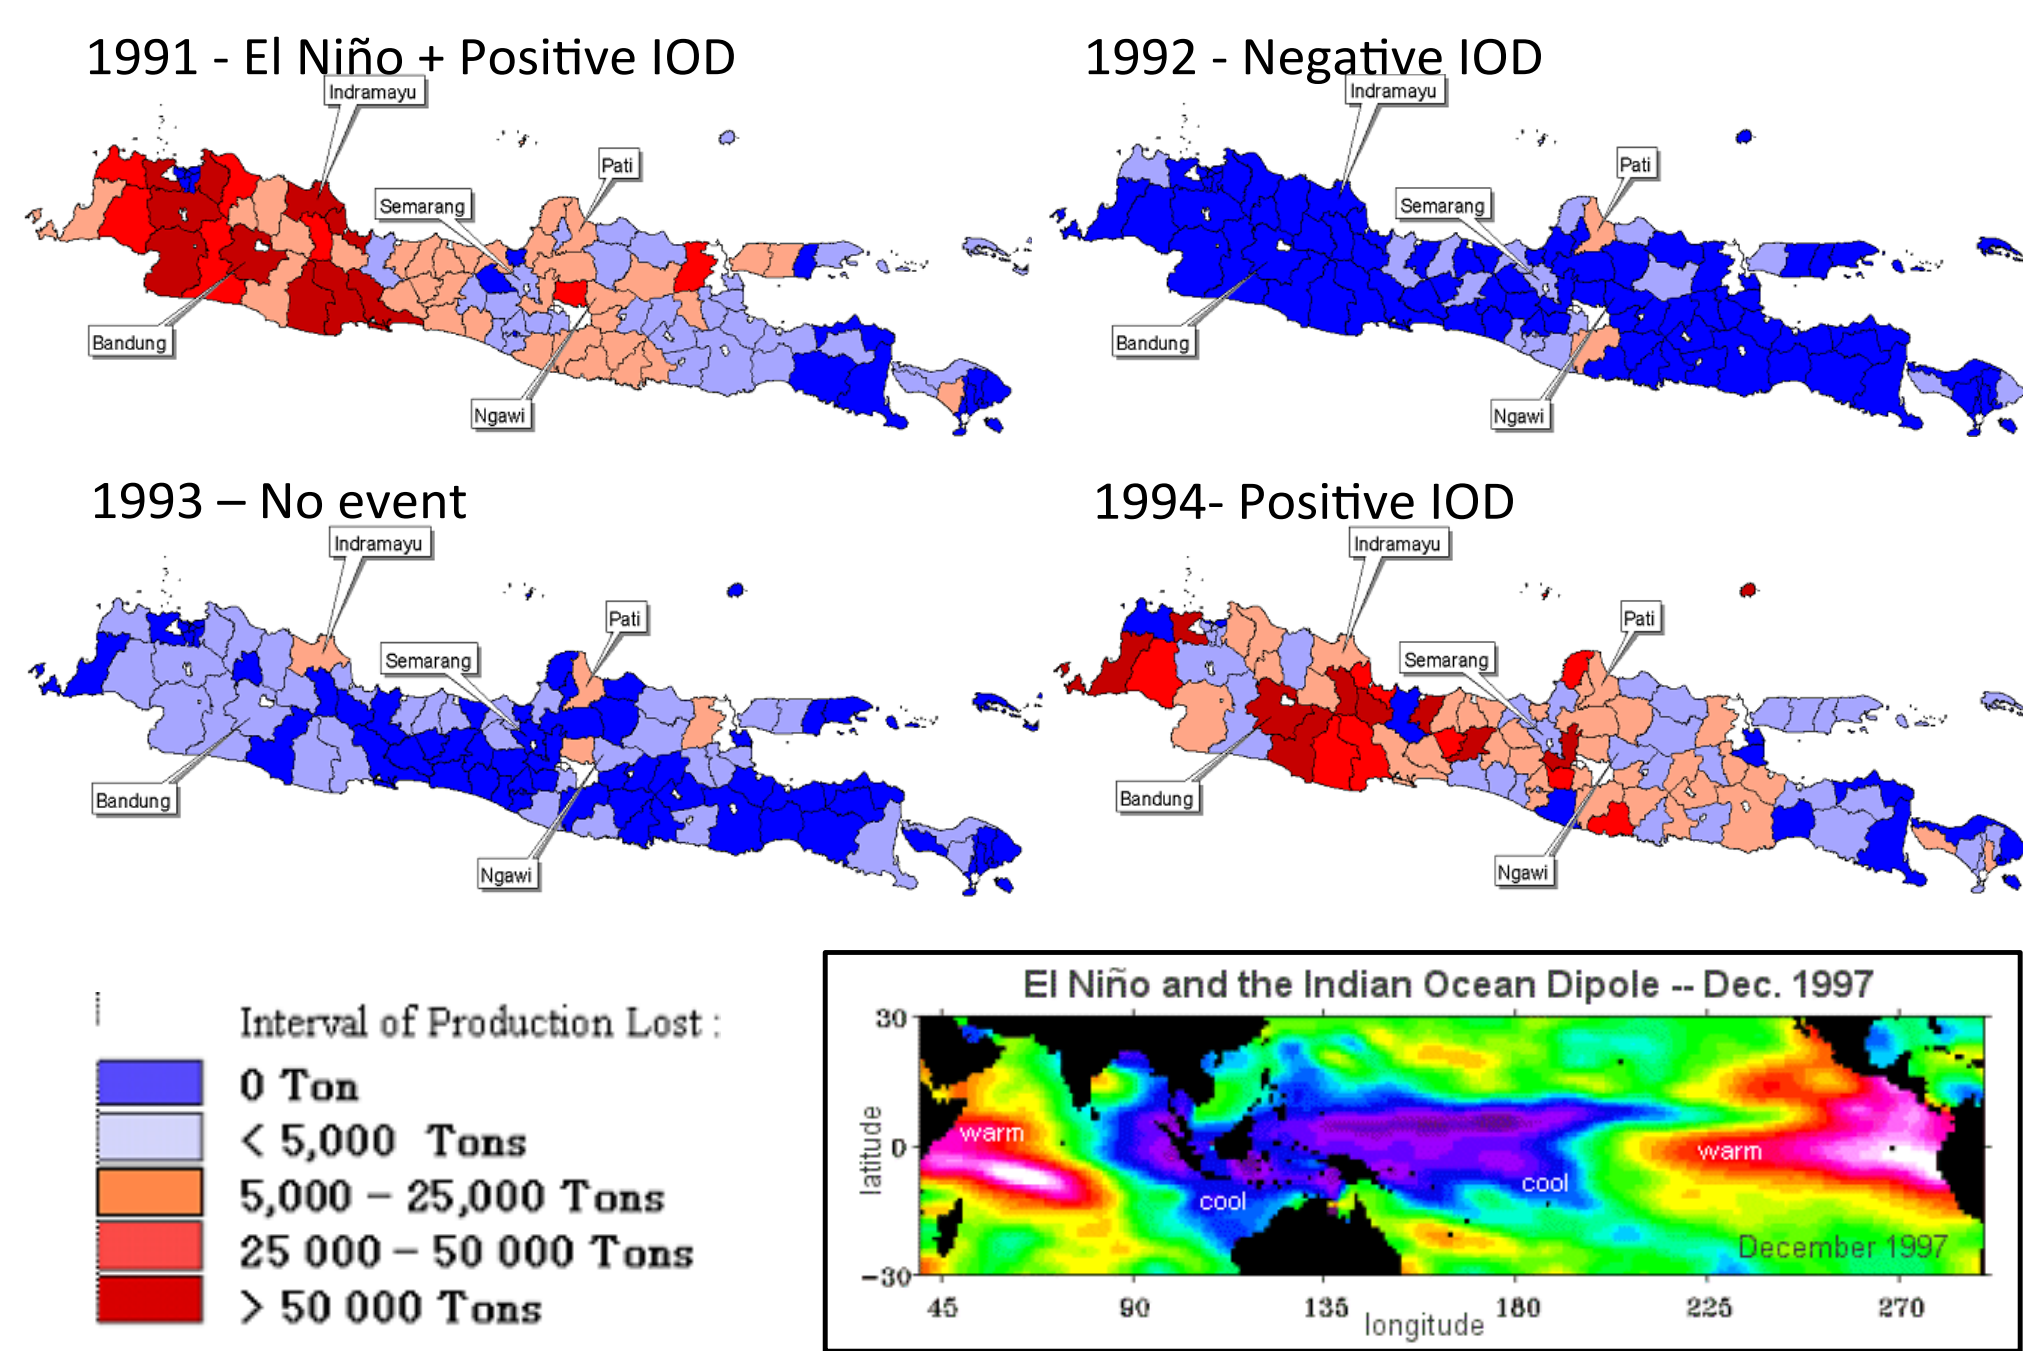 1991 - El Niño + Positive IOD
Indramayu
Pati
Semarang
Bandung
Ngawi
1992 - Negative IOD
Indramayu
Pati
Semarang
Bandung
Ngawi
1993 – No event
Indramayu
Pati
Semarang
Bandung
Ngawi
1994- Positive IOD
Indramayu
Pati
Semarang
Bandung
Ngawi
Interval of Production Lost :
0 Ton
< 5,000 Tons
5,000 – 25,000 Tons
25 000 – 50 000 Tons
> 50 000 Tons
El Niño and the Indian Ocean Dipole -- Dec. 1997
30
0
−30
latitude
warm
cool
cool
warm
December 1997
45 90 135 180 225 270
longitude